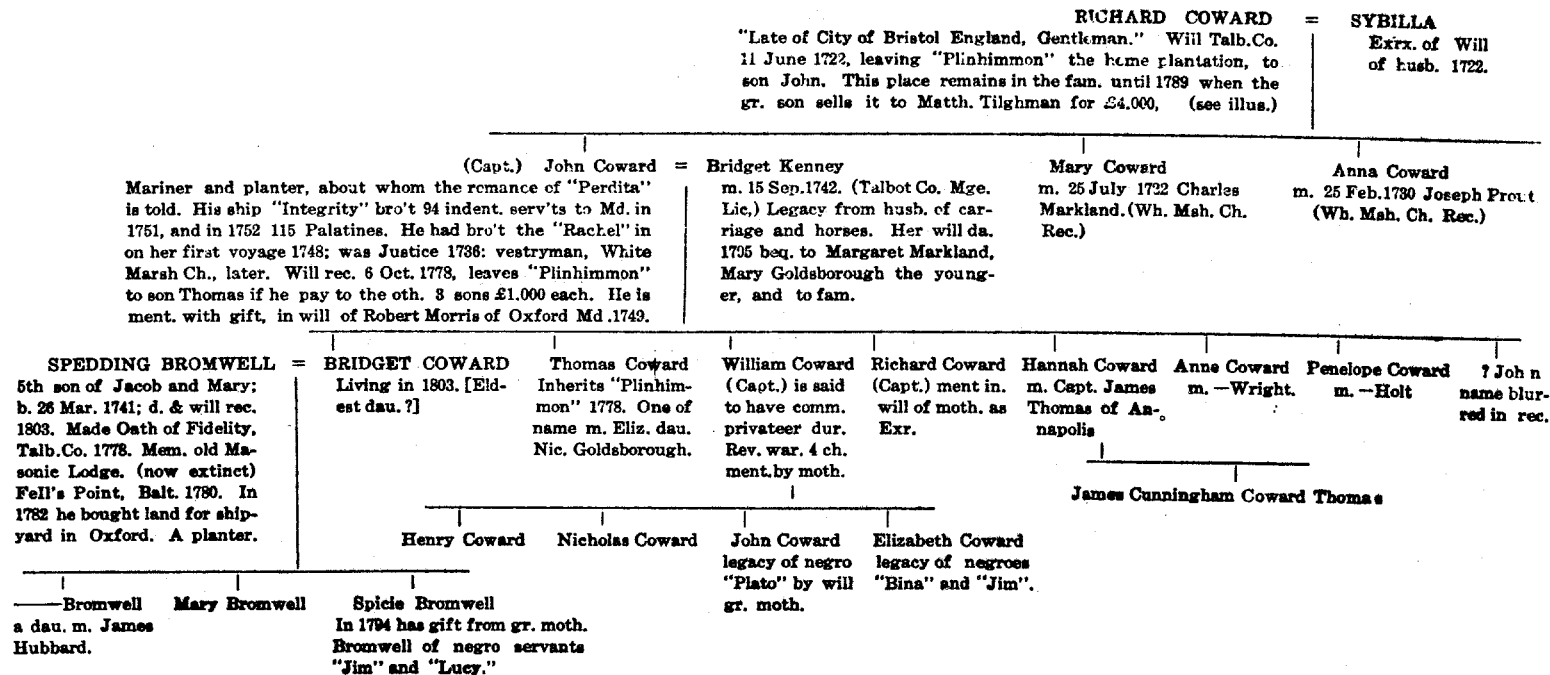 RICHARD COWARD = SYBILLA
"Late of City of Bristol England, Gentleman." Will Talb.Co.
11 June 1722, leaving "Plinhimmon" the home plantation, to
son John. This place remains in the fam. until 1789 when the
gr. son sells it to Matth. Tilghman for £4.000, (see illus.)
Exrx. of Will
of husb. 1722.
(Capt.) John Coward = Bridget Kenney
Mariner and planter, about whom the romance of "Perdita"
is told. His ship "Integrity" bro't 94 indent. serv'ts to Md. in
1751, and in 1752 115 Palatines. He had bro't the "Rachel" in
on her first voyage 1748; was Justice 1736: vestryman, White
Marsh Ch., later. Will rec. 6 Oct. 1778, leaves "Plinhimmon"
to son Thomas if he pay to the oth. 3 sons £1.000 each. He is
ment. with gift, in will of Robert Morris of Oxford Md .1749.
m. 15 Sep.1742. (Talbot Co. Mge.
Lic,) Legacy from husb. of car-
riage and horses. Her will da.
1795 beq. to Margaret Markland,
Mary Goldsborough the young-
er, and to fam.
Mary Coward
m. 25 July 1732 Charles
Markland.(Wh. Msh. Ch.
Rec.)
Anna Coward
m. 25 Feb.1730 Joseph Prout
(Wh. Msh. Ch. Rec.)
SPEDDING BROMWELL = BRIDGET COWARD
5th son of Jacob and Mary;
b. 26 Mar. 1741; d. & will rec.
1803. Made Oath of Fidelity,
Talb.Co. 1778. Mem. old Ma-
sonic Lodge. (now extinct)
Fell's Point, Balt. 1780. In
1782 he bought land for ship-
yard in Oxford. A planter.
Living in 1803. [Eld-
est dau. ?]
Thomas Coward
Inherits "Plinhim-
mon" 1778. One of
name m. Eliz. dau.
Nic. Goldsborough.
William Coward
(Capt.) is said
to have comm.
privateer dur.
Rev. war. 4 ch.
ment.by moth.
Richard Coward
(Capt.) ment in.
will of moth. as
Exr.
Hannah Coward
m. Capt. James
Thomas of An-
napolis
Anne Coward
m. —Wright.
Penelope Coward
m. —Holt
? John
name blur-
red in rec.
James Cunningham Coward Thomas
Henry Coward
Nicholas Coward
John Coward
legacy of negro
"Plato" by will
gr. moth.
Elizabeth Coward
legacy of negroes
"Bina" and "Jim".
——Bromwell
a dau. m. James
Hubbard.
Mary Bromwell
Spicie Bromwell
In 1794 has gift from gr. moth.
Bromwell of negro servants
"Jim" and "Lucy."